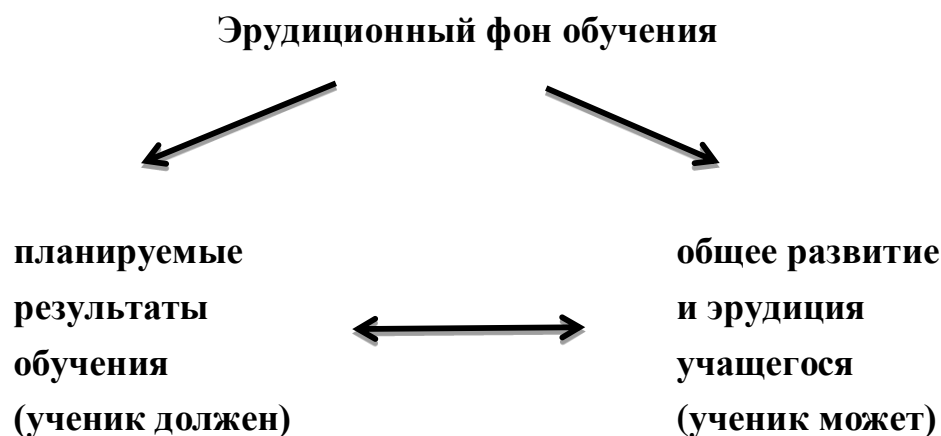 Эрудиционный фон обучения
планируемые
результаты
обучения
(ученик должен)
общее развитие
и эрудиция
учащегося
(ученик может)